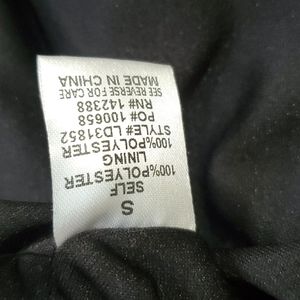 S
SELF
100%POLYESTER
LINING
100%POLYESTER
STYLE# LD31852
PO# 100658
RN# 142388
SEE REVERSE FOR CARE
MADE IN CHINA